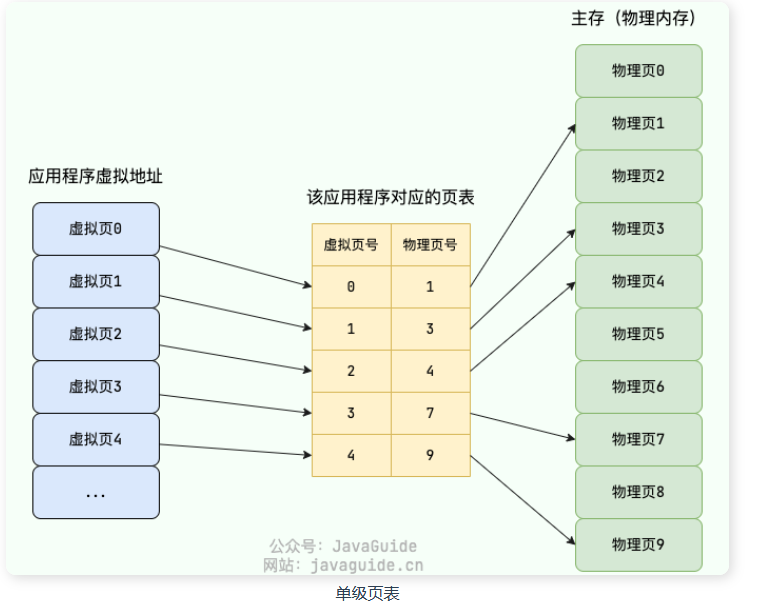 主存（物理内存）
物理页0
物理页1
物理页2
物理页3
物理页4
物理页5
物理页6
物理页7
物理页8
物理页9
应用程序虚拟地址
虚拟页0
虚拟页1
虚拟页2
虚拟页3
虚拟页4
...
该应用程序对应的页表
虚拟页号 物理页号
0 1
1 3
2 4
3 7
4 9
公众号：JavaGuide
网站：javaguide.cn
单级页表